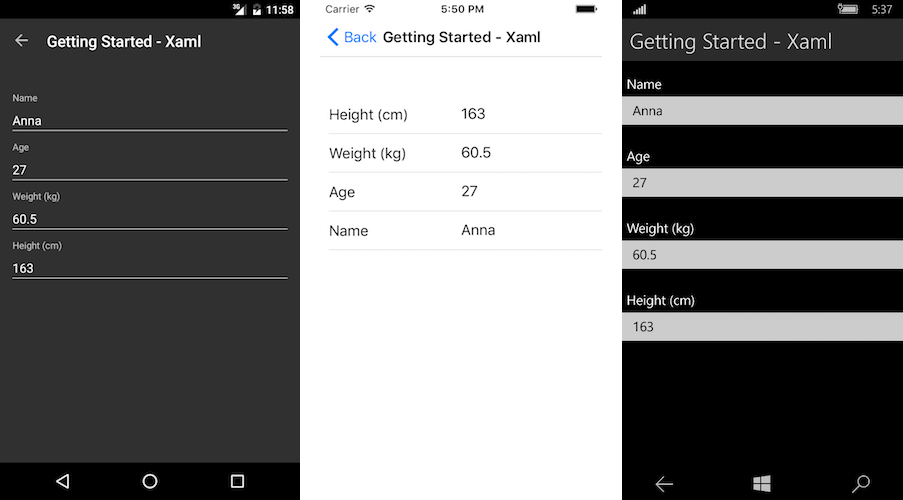 3G 11:58
Getting Started - Xaml
Name
Anna
Age
27
Weight (kg)
60.5
Height (cm)
163
Carrier 5:50 PM
Back Getting Started - Xaml
Height (cm) 163
Weight (kg) 60.5
Age 27
Name Anna
5:37
Getting Started - Xaml
Name
Anna
Age
27
Weight (kg)
60.5
Height (cm)
163